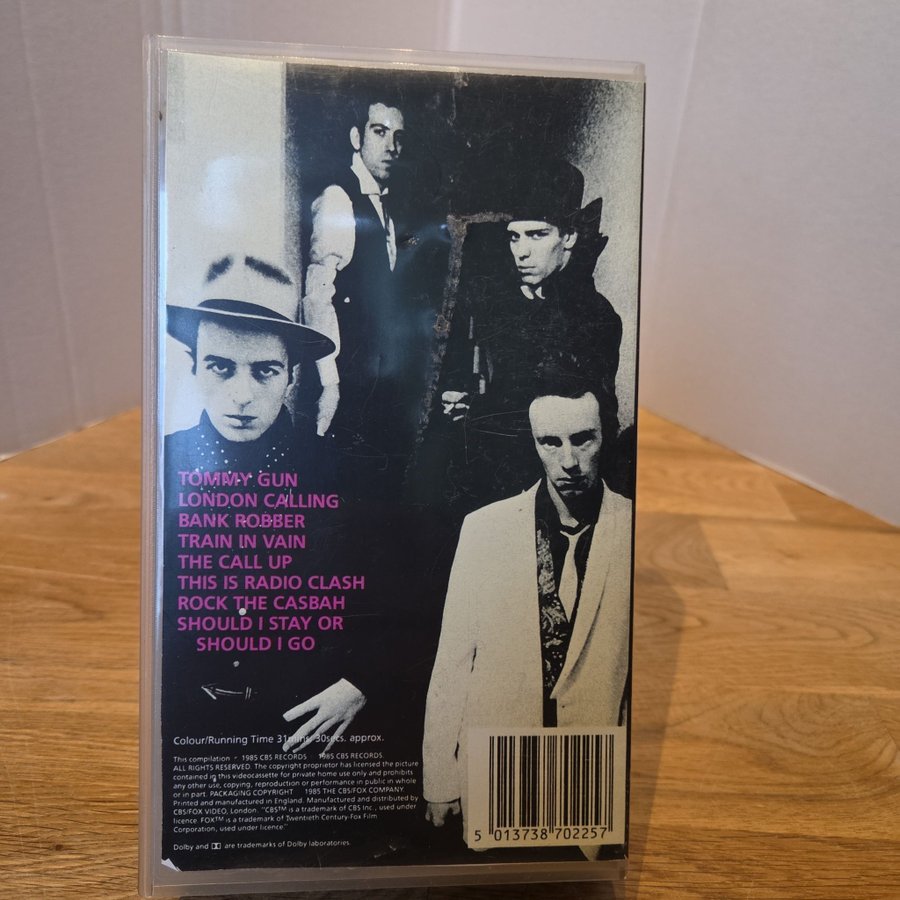 TOMMY GUN
LONDON CALLING
BANK ROBBER
TRAIN IN VAIN
THE CALL UP
THIS IS RADIO CLASH
ROCK THE CASBAH
SHOULD I STAY OR
SHOULD I GO
Colour/Running Time 31mins. 30secs. approx.
This compilation 1985 CBS RECORDS 1985 CBS RECORDS.
ALL RIGHTS RESERVED. The copyright proprietor has licensed the picture
contained in this videocassette for private home use only and prohibits
any other use, copying, reproduction or performance in public in whole
or in part. PACKAGING COPYRIGHT 1985 THE CBS/FOX COMPANY.
Printed and manufactured in England. Manufactured and distributed by
CBS/FOX VIDEO, London. "CBS™ is a trademark of CBS Inc., used under
licence. FOX™ is a trademark of Twentieth Century-Fox Film
Corporation, used under licence"
Dolby and are trademarks of Dolby laboratories.
5 013738 702257